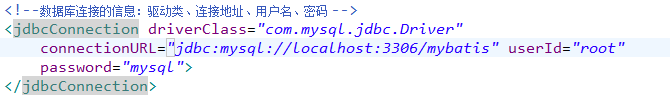 <!--数据库连接的信息：驱动类、连接地址、用户名、密码 -->
<jdbcConnection driverClass="com.mysql.jdbc.Driver"
connectionURL="jdbc:mysql://localhost:3306/mybatis" userId="root"
password="mysql">
</jdbcConnection>